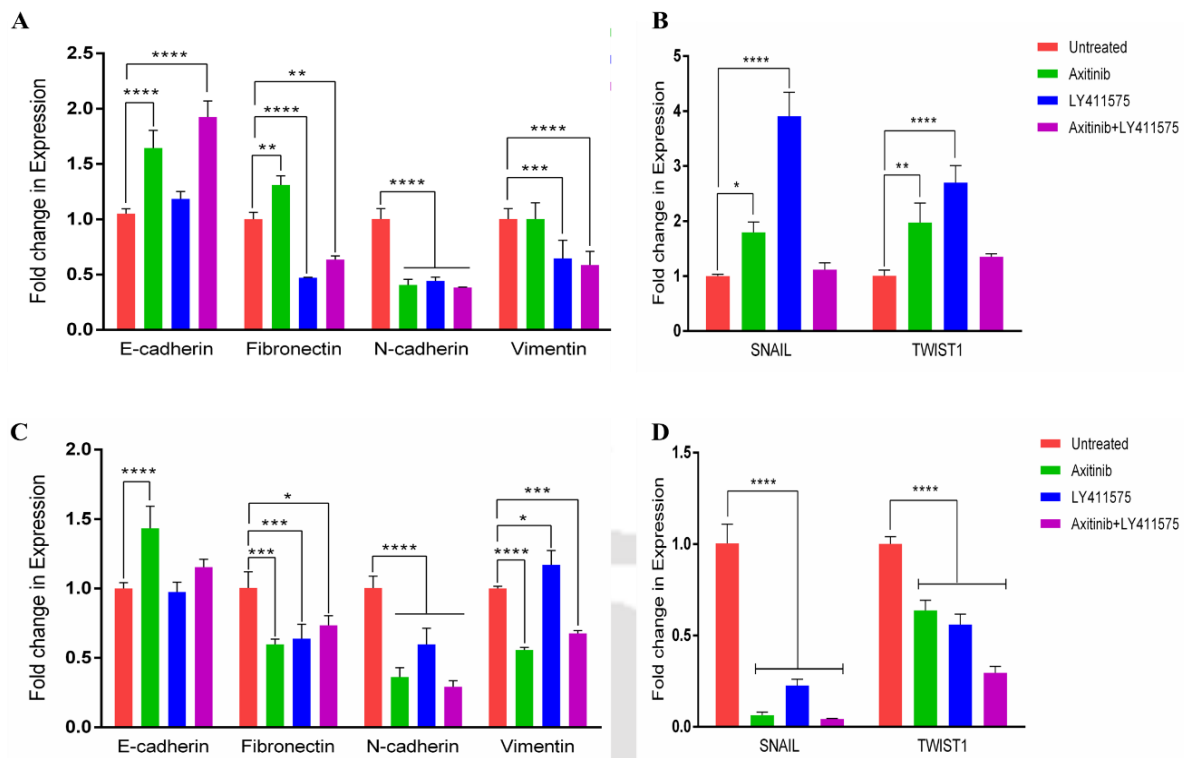 A
Fold change in Expression
2.5
2.0
1.5
1.0
0.5
0.0
****
****
**
****
**
****
****
***
E-cadherin Fibronectin N-cadherin Vimentin
B
Fold change in Expression
5
4
3
2
1
0
****
*
****
**
SNAIL TWIST1
Untreated
Axitinib
LY411575
Axitinib+LY411575
C
Fold change in Expression
2.0
1.5
1.0
0.5
0.0
****
*
***
***
****
***
*
****
E-cadherin Fibronectin N-cadherin Vimentin
D
Fold change Expression
1.5
1.0
0.5
0.0
****
****
SNAIL TWIST1
Untreated
Axitinib
LY411575
Axitinib+LY411575